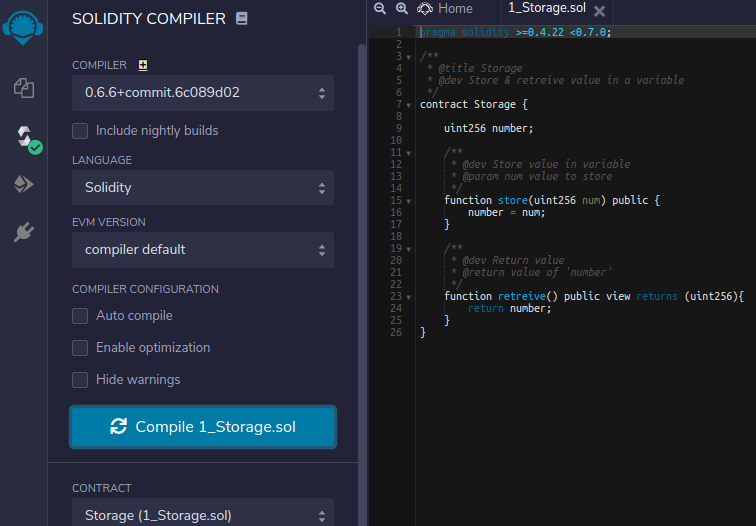 SOLIDITY COMPILER
COMPILER
0.6.6+commit.6c089d02
Include nightly builds
LANGUAGE
Solidity
EVM VERSION
compiler default
COMPILER CONFIGURATION
Auto compile
Enable optimization
Hide warnings
Compile 1_Storage.sol
CONTRACT
Storage (1_Storage.sol)
Home
1_Storage.sol
1 pragma solidity >=0.4.22 <0.7.0;
2
3 /**
4 * @title Storage
5 * @dev Store & retreive value in a variable
6 */
7 contract Storage {
8
9 uint256 number;
10
11 /**
12 * @dev Store value in variable
13 * @param num value to store
14 */
15 function store(uint256 num) public {
16 number = num;
17 }
18
19 /**
20 * @dev Return value
21 * @return value of 'number'
22 */
23 function retreive() public view returns (uint256){
24 return number;
25 }
26 }